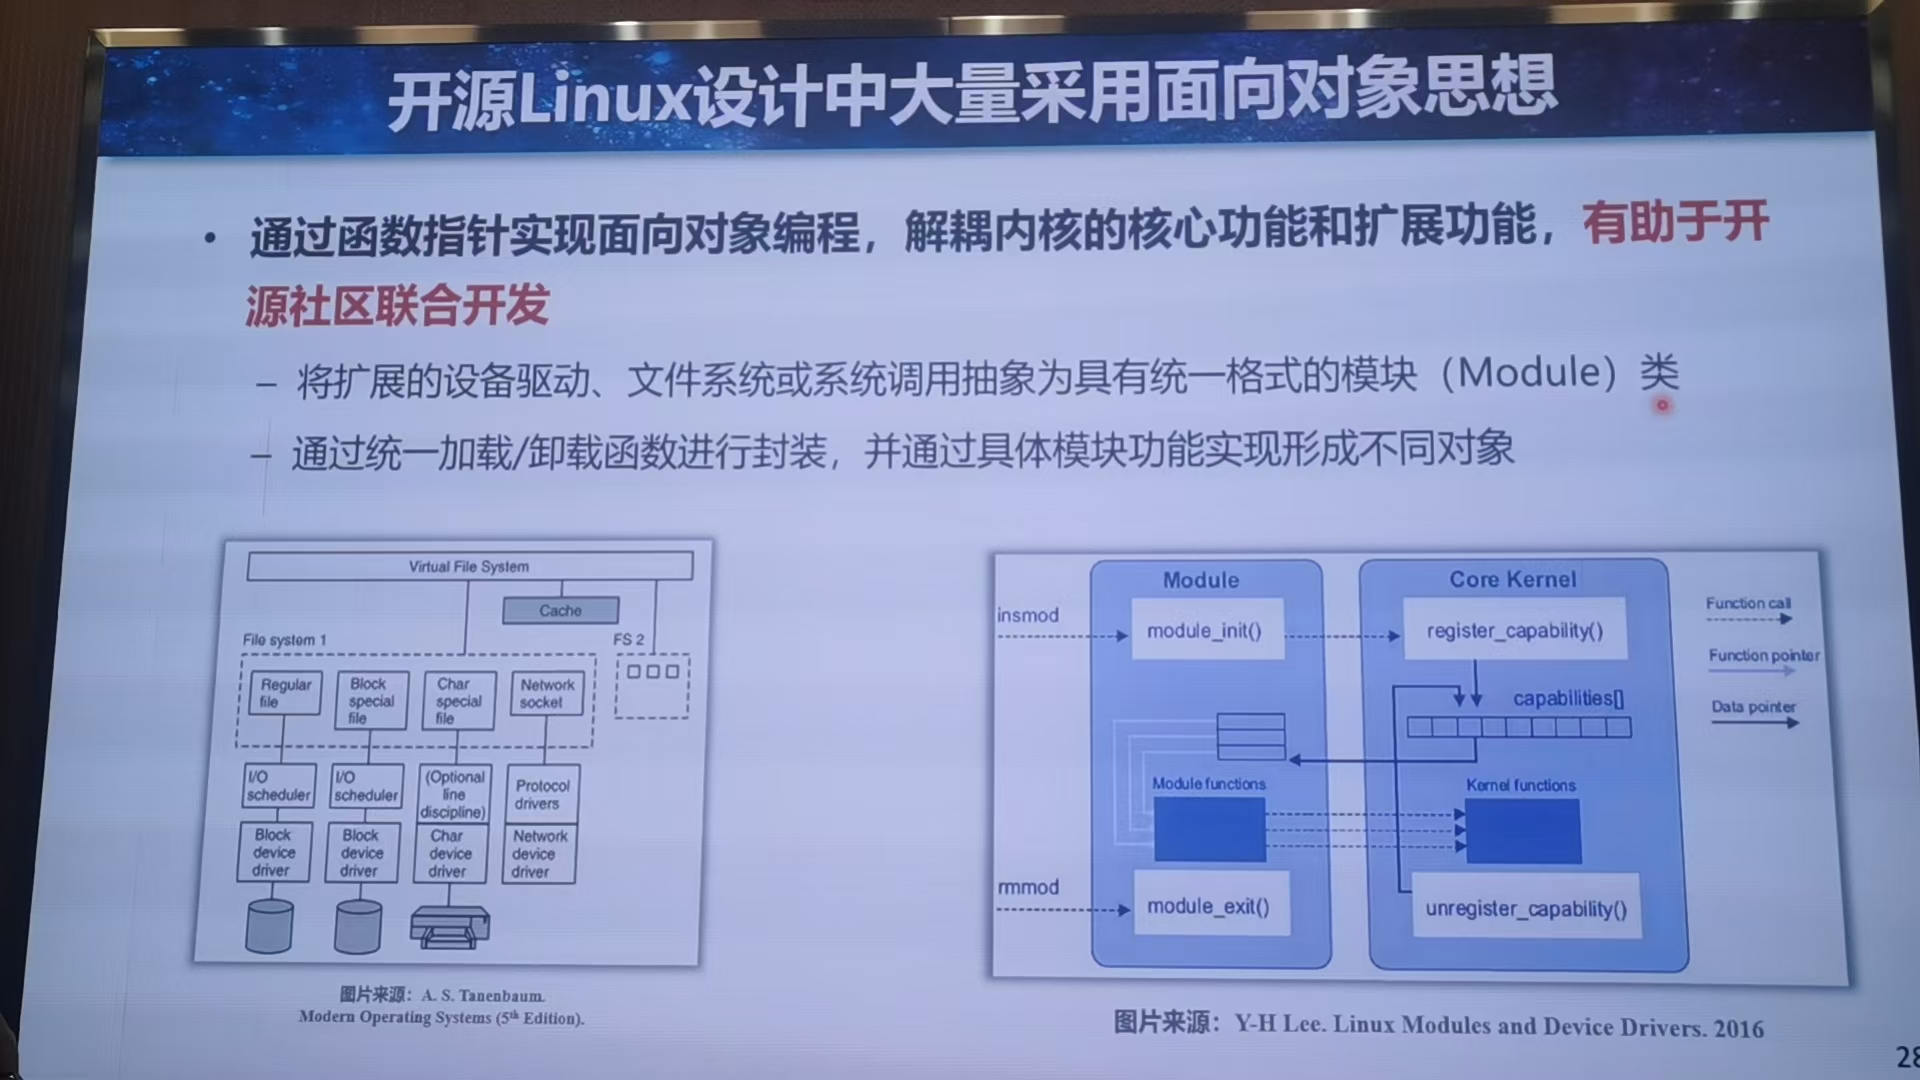 开源Linux设计中大量采用面向对象思想
• 通过函数指针实现面向对象编程，解耦内核的核心功能和扩展功能，有助于开
源社区联合开发
– 将扩展的设备驱动、文件系统或系统调用抽象为具有统一格式的模块（Module）类
– 通过统一加载/卸载函数进行封装，并通过具体模块功能实现形成不同对象
Virtual File System
Cache
File system 1
FS 2
Regular
file
Block
special
file
Char
special
file
Network
socket
I/O
scheduler
I/O
scheduler
(Optional
line
discipline)
Protocol
drivers
Block
device
driver
Block
device
driver
Char
device
driver
Network
device
driver
图片来源：A. S. Tanenbaum.
Modern Operating Systems (5th Edition).
Module
Core Kernel
insmod
module_init()
register_capability()
capabilities[]
Module functions
Kernel functions
rmmod
module_exit()
unregister_capability()
Function call
Function pointer
Data pointer
图片来源：Y-H Lee. Linux Modules and Device Drivers. 2016
28